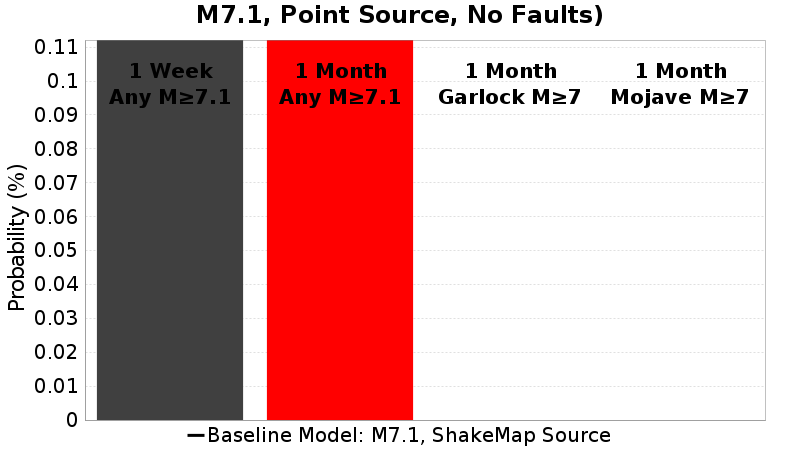 M7.1, Point Source, No Faults)
0.11
0.1
0.09
0.08
0.07
0.06
0.05
0.04
0.03
0.02
0.01
0
Probability (%)
1 Week
Any M≥7.1
1 Month
Any M≥7.1
1 Month
Garlock M≥7
1 Month
Mojave M≥7
Baseline Model: M7.1, ShakeMap Source